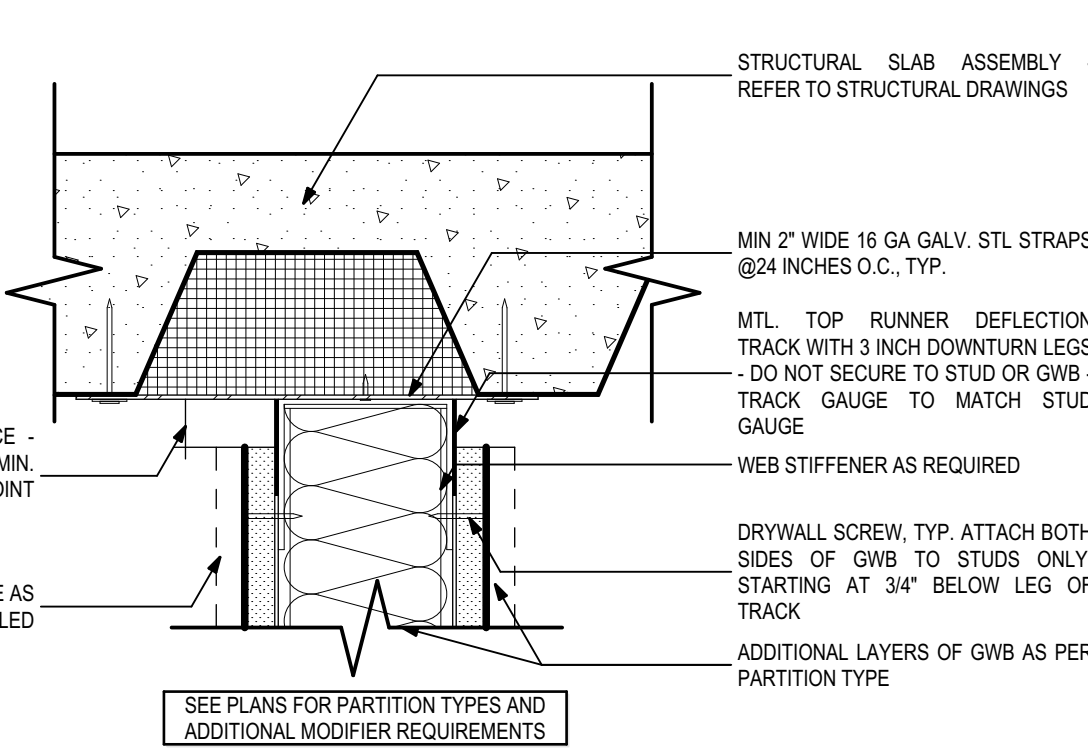 STRUCTURAL SLAB ASSEMBLY -
REFER TO STRUCTURAL DRAWINGS
MIN 2" WIDE 16 GA GALV. STL STRAPS
@24 INCHES O.C., TYP.
MTL. TOP RUNNER DEFLECTION
TRACK WITH 3 INCH DOWNTURN LEGS
- DO NOT SECURE TO STUD OR GWB -
TRACK GAUGE TO MATCH STUD
GAUGE
WEB STIFFENER AS REQUIRED
DRYWALL SCREW, TYP. ATTACH BOTH
SIDES OF GWB TO STUDS ONLY
STARTING AT 3/4" BELOW LEG OF
TRACK
ADDITIONAL LAYERS OF GWB AS PER
PARTITION TYPE
CE -
MIN.
OINT
E AS
LED
SEE PLANS FOR PARTITION TYPES AND
ADDITIONAL MODIFIER REQUIREMENTS